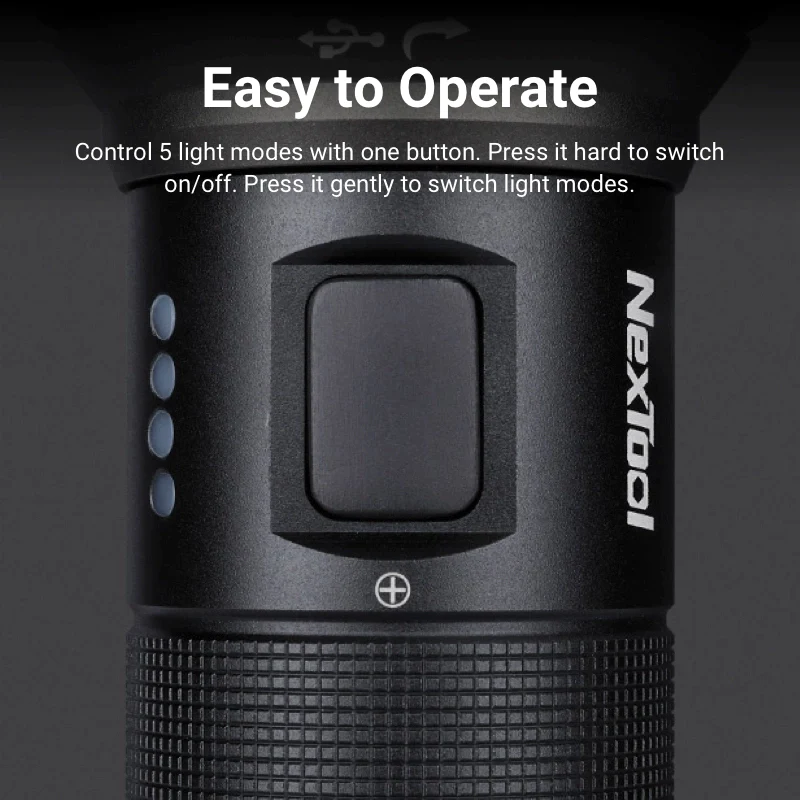 Easy to Operate
Control 5 light modes with one button. Press it hard to switch
on/off. Press it gently to switch light modes.
NexTool